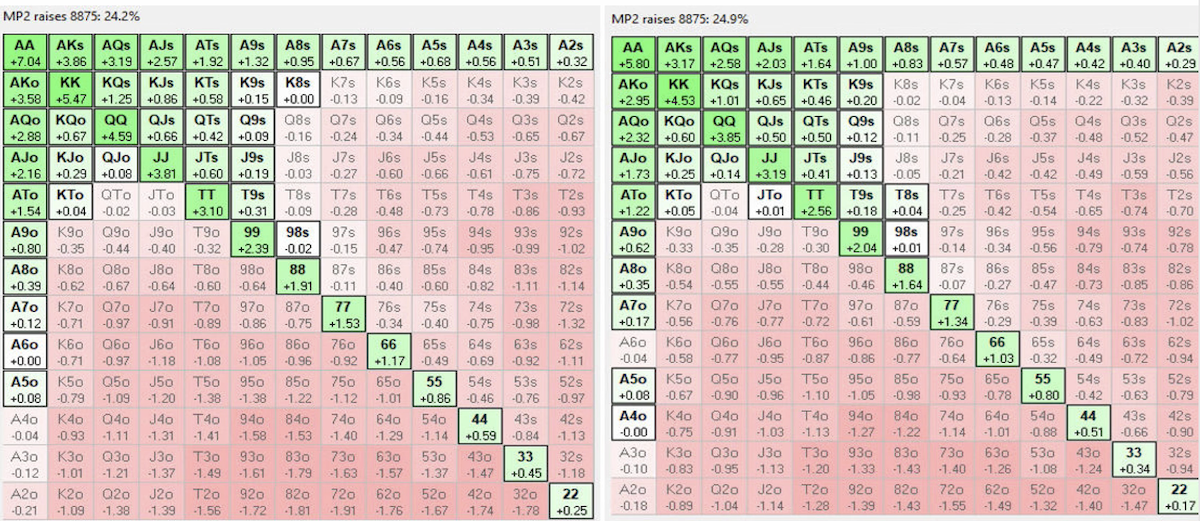 MP2 raises 8875: 24.2%
AA AKs AQs AJs ATs A9s A8s A7s A6s A5s A4s A3s A2s
+7.04 +3.86 +3.19 +2.57 +1.92 +1.32 +0.95 +0.67 +0.56 +0.68 +0.56 +0.51 +0.32
AKo KK KQs KJs KTs K9s K8s K7s K6s K5s K4s K3s K2s
+3.58 +5.47 +1.25 +0.86 +0.58 +0.15 +0.00 -0.13 -0.09 -0.16 -0.34 -0.39 -0.42
AQo KQo QQ QJs QTs Q9s Q8s Q7s Q6s Q5s Q4s Q3s Q2s
+2.88 +0.67 +4.59 +0.66 +0.42 +0.09 -0.16 -0.24 -0.34 -0.44 -0.53 -0.65 -0.67
AJo KJo QJo JJ JTs J9s J8s J7s J6s J5s J4s J3s J2s
+2.16 +0.29 +0.08 +3.81 +0.60 +0.19 -0.03 -0.27 -0.60 -0.66 -0.61 -0.75 -0.72
ATo KTo QTo JTo TT T9s T8s T7s T6s T5s T4s T3s T2s
+1.54 +0.04 -0.02 -0.03 +3.10 +0.31 -0.09 -0.28 -0.48 -0.73 -0.78 -0.86 -0.93
A9o K9o Q9o J9o T9o 99 98s 97s 96s 95s 94s 93s 92s
+0.80 -0.35 -0.44 -0.40 -0.32 +2.39 -0.02 -0.15 -0.47 -0.74 -0.95 -0.99 -1.02
A8o K8o Q8o J8o T8o 98o 88 87s 86s 85s 84s 83s 82s
+0.39 -0.62 -0.67 -0.64 -0.60 -0.64 +1.91 -0.11 -0.40 -0.60 -0.82 -1.11 -1.14
A7o K7o Q7o J7o T7o 97o 87o 77 76s 75s 74s 73s 72s
+0.12 -0.71 -0.97 -0.91 -0.89 -0.86 -0.75 +1.53 -0.34 -0.40 -0.75 -0.98 -1.32
A6o K6o Q6o J6o T6o 96o 86o 76o 66 65s 64s 63s 62s
+0.00 -0.71 -0.97 -1.18 -1.08 -1.05 -0.96 -0.92 +1.17 -0.49 -0.69 -0.92 -1.11
A5o K5o Q5o J5o T5o 95o 85o 75o 65o 55 54s 53s 52s
+0.08 -0.79 -1.09 -1.20 -1.38 -1.38 -1.22 -1.12 -1.01 +0.86 -0.46 -0.76 -0.97
A4o K4o Q4o J4o T4o 94o 84o 74o 64o 54o 44 43s 42s
-0.04 -0.93 -1.11 -1.31 -1.41 -1.58 -1.53 -1.40 -1.29 -1.14 +0.59 -0.84 -1.13
A3o K3o Q3o J3o T3o 93o 83o 73o 63o 53o 43o 33 32s
-0.12 -1.01 -1.21 -1.37 -1.49 -1.61 -1.79 -1.63 -1.57 -1.37 -1.47 +0.45 -1.18
A2o K2o Q2o J2o T2o 92o 82o 72o 62o 52o 42o 32o 22
-0.21 -1.09 -1.38 -1.39 -1.56 -1.72 -1.81 -1.91 -1.76 -1.67 -1.74 -1.78 +0.25
MP2 raises 8875: 24.9%
AA AKs AQs AJs ATs A9s A8s A7s A6s A5s A4s A3s A2s
+5.80 +3.17 +2.58 +2.03 +1.64 +1.00 +0.83 +0.57 +0.48 +0.47 +0.42 +0.40 +0.29
AKo KK KQs KJs KTs K9s K8s K7s K6s K5s K4s K3s K2s
+2.95 +4.53 +1.01 +0.65 +0.46 +0.20 -0.02 -0.04 -0.13 -0.14 -0.22 -0.32 -0.39
AQo KQo QQ QJs QTs Q9s Q8s Q7s Q6s Q5s Q4s Q3s Q2s
+2.32 +0.60 +3.85 +0.50 +0.50 +0.12 -0.11 -0.25 -0.28 -0.37 -0.48 -0.52 -0.47
AJo KJo QJo JJ JTs J9s J8s J7s J6s J5s J4s J3s J2s
+1.73 +0.25 +0.14 +3.19 +0.41 +0.13 -0.05 -0.21 -0.42 -0.42 -0.49 -0.59 -0.56
ATo KTo QTo JTo TT T9s T8s T7s T6s T5s T4s T3s T2s
+1.22 +0.05 -0.04 +0.01 +2.56 +0.18 +0.04 -0.25 -0.42 -0.54 -0.65 -0.74 -0.70
A9o K9o Q9o J9o T9o 99 98s 97s 96s 95s 94s 93s 92s
+0.62 -0.33 -0.35 -0.28 -0.30 +2.04 +0.01 -0.14 -0.34 -0.56 -0.79 -0.74 -0.78
A8o K8o Q8o J8o T8o 98o 88 87s 86s 85s 84s 83s 82s
+0.35 -0.54 -0.55 -0.55 -0.44 -0.46 +1.64 -0.07 -0.27 -0.47 -0.73 -0.85 -0.86
A7o K7o Q7o J7o T7o 97o 87o 77 76s 75s 74s 73s 72s
+0.17 -0.56 -0.76 -0.77 -0.72 -0.61 -0.59 +1.34 -0.29 -0.39 -0.63 -0.83 -1.02
A6o K6o Q6o J6o T6o 96o 86o 76o 66 65s 64s 63s 62s
-0.04 -0.58 -0.77 -0.95 -0.87 -0.86 -0.77 -0.64 +1.03 -0.32 -0.49 -0.72 -0.94
A5o K5o Q5o J5o T5o 95o 85o 75o 65o 55 54s 53s 52s
+0.08 -0.67 -0.90 -0.96 -1.10 -1.05 -0.98 -0.93 -0.78 +0.80 -0.42 -0.63 -0.79
A4o K4o Q4o J4o T4o 94o 84o 74o 64o 54o 44 43s 42s
-0.00 -0.75 -0.91 -1.03 -1.13 -1.27 -1.22 -1.14 -1.01 -0.88 +0.51 -0.66 -0.90
A3o K3o Q3o J3o T3o 93o 83o 73o 63o 53o 43o 33 32s
-0.10 -0.83 -0.95 -1.13 -1.20 -1.33 -1.43 -1.40 -1.26 -1.08 -1.24 +0.34 -0.94
A2o K2o Q2o J2o T2o 92o 82o 72o 62o 52o 42o 32o 22
-0.18 -0.89 -1.04 -1.14 -1.28 -1.39 -1.43 -1.55 -1.49 -1.32 -1.40 -1.47 +0.17